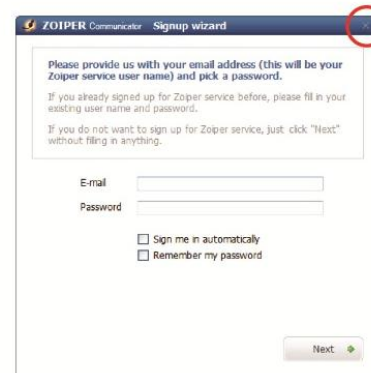 ZOIPER Communicator Signup wizard
Please provide us with your email address (this will be your
Zoiper service user name) and pick a password.
If you already signed up for Zoiper service before, please fill in your
existing user name and password.
If you do not want to sign up for Zoiper service, just click "Next"
without filling in anything.
E-mail
Password
Sign me in automatically
Remember my password
Next